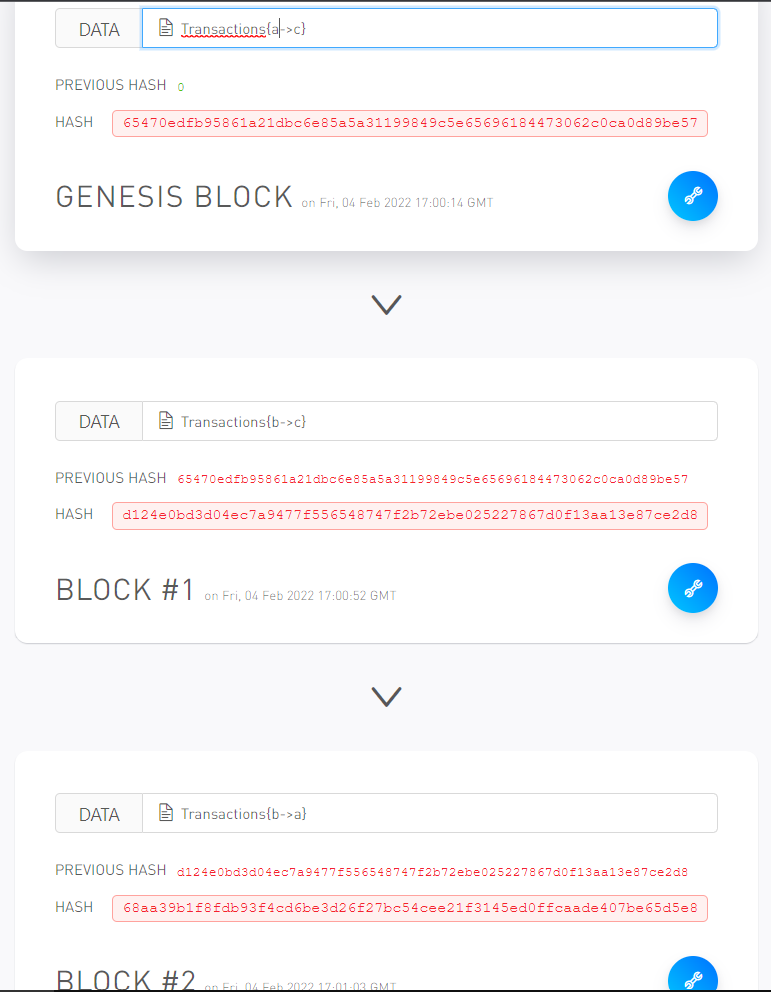 DATA Transactions{a->c}
PREVIOUS HASH 0
HASH 65470edfb95861a21dbc6e85a5a31199849c5e65696184473062c0ca0d89be57
GENESIS BLOCK on Fri, 04 Feb 2022 17:00:14 GMT
DATA Transactions{b->c}
PREVIOUS HASH 65470edfb95861a21dbc6e85a5a31199849c5e65696184473062c0ca0d89be57
HASH d124e0bd3d04ec7a9477f556548747f2b72ebe025227867d0f13aa13e87ce2d8
BLOCK #1 on Fri, 04 Feb 2022 17:00:52 GMT
DATA Transactions{b->a}
PREVIOUS HASH d124e0bd3d04ec7a9477f556548747f2b72ebe025227867d0f13aa13e87ce2d8
HASH 68aa39b1f8fdb93f4cd6be3d26f27bc54cee21f3145ed0ffcaade407be65d5e8
BLOCK #2 on Fri, 04 Feb 2022 17:01:03 GMT